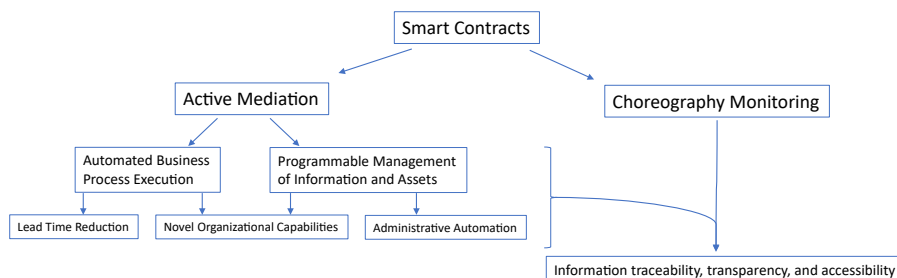 Smart Contracts
Active Mediation
Choreography Monitoring
Automated Business
Process Execution
Programmable Management
of Information and Assets
Lead Time Reduction
Novel Organizational Capabilities
Administrative Automation
Information traceability, transparency, and accessibility